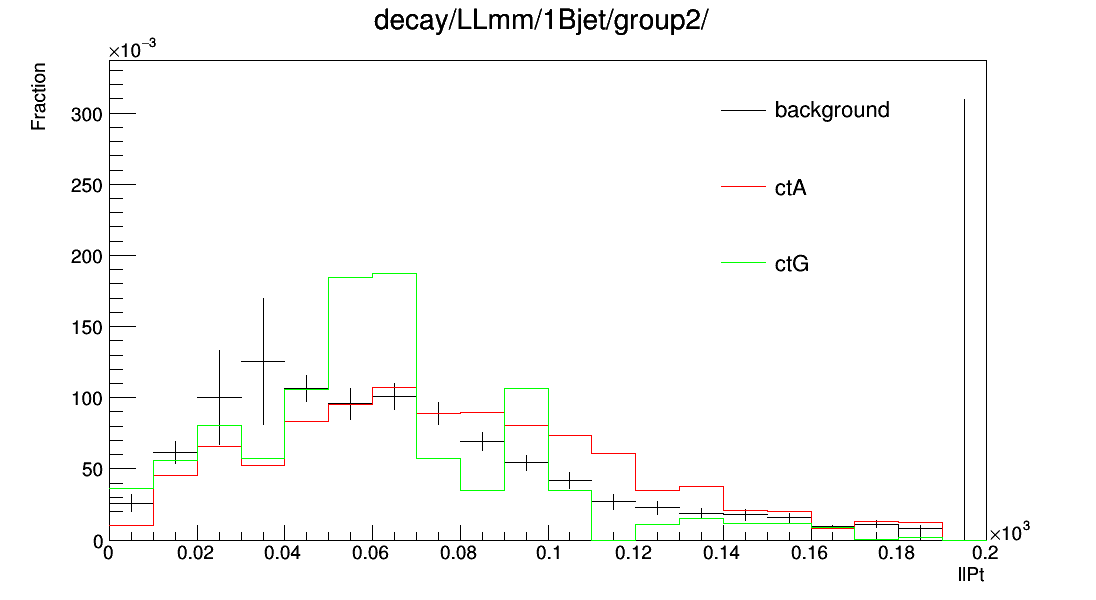 decay/LLmm/1Bjet/group2/
×10⁻³
Fraction
300
250
200
150
100
50
0
background
ctA
ctG
0 0.02 0.04 0.06 0.08 0.1 0.12 0.14 0.16 0.18 0.2
×10³
llPt